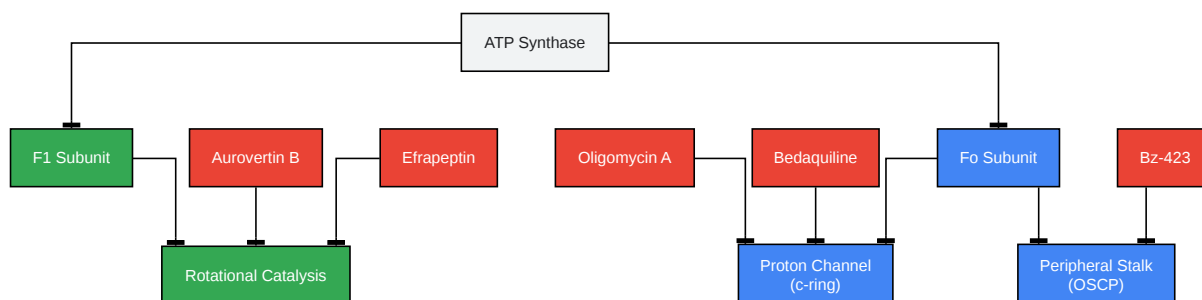 ATP Synthase
F1 Subunit
Aurovertin B
Efrapeptin
Oligomycin A
Bedaquiline
Fo Subunit
Bz-423
Rotational Catalysis
Proton Channel
(c-ring)
Peripheral Stalk
(OSCP)